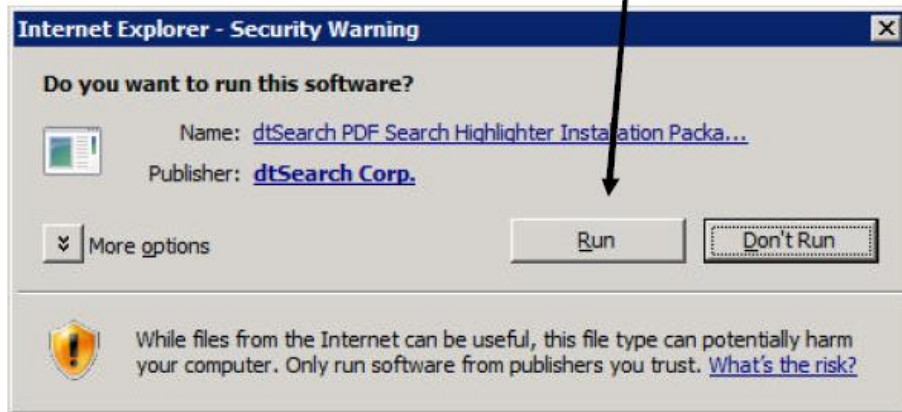 Internet Explorer - Security Warning
Do you want to run this software?
Name: dtSearch PDF Search Highlighter Installation Packa...
Publisher: dtSearch Corp.
More options
Run
Don't Run
While files from the Internet can be useful, this file type can potentially harm
your computer. Only run software from publishers you trust. What's the risk?